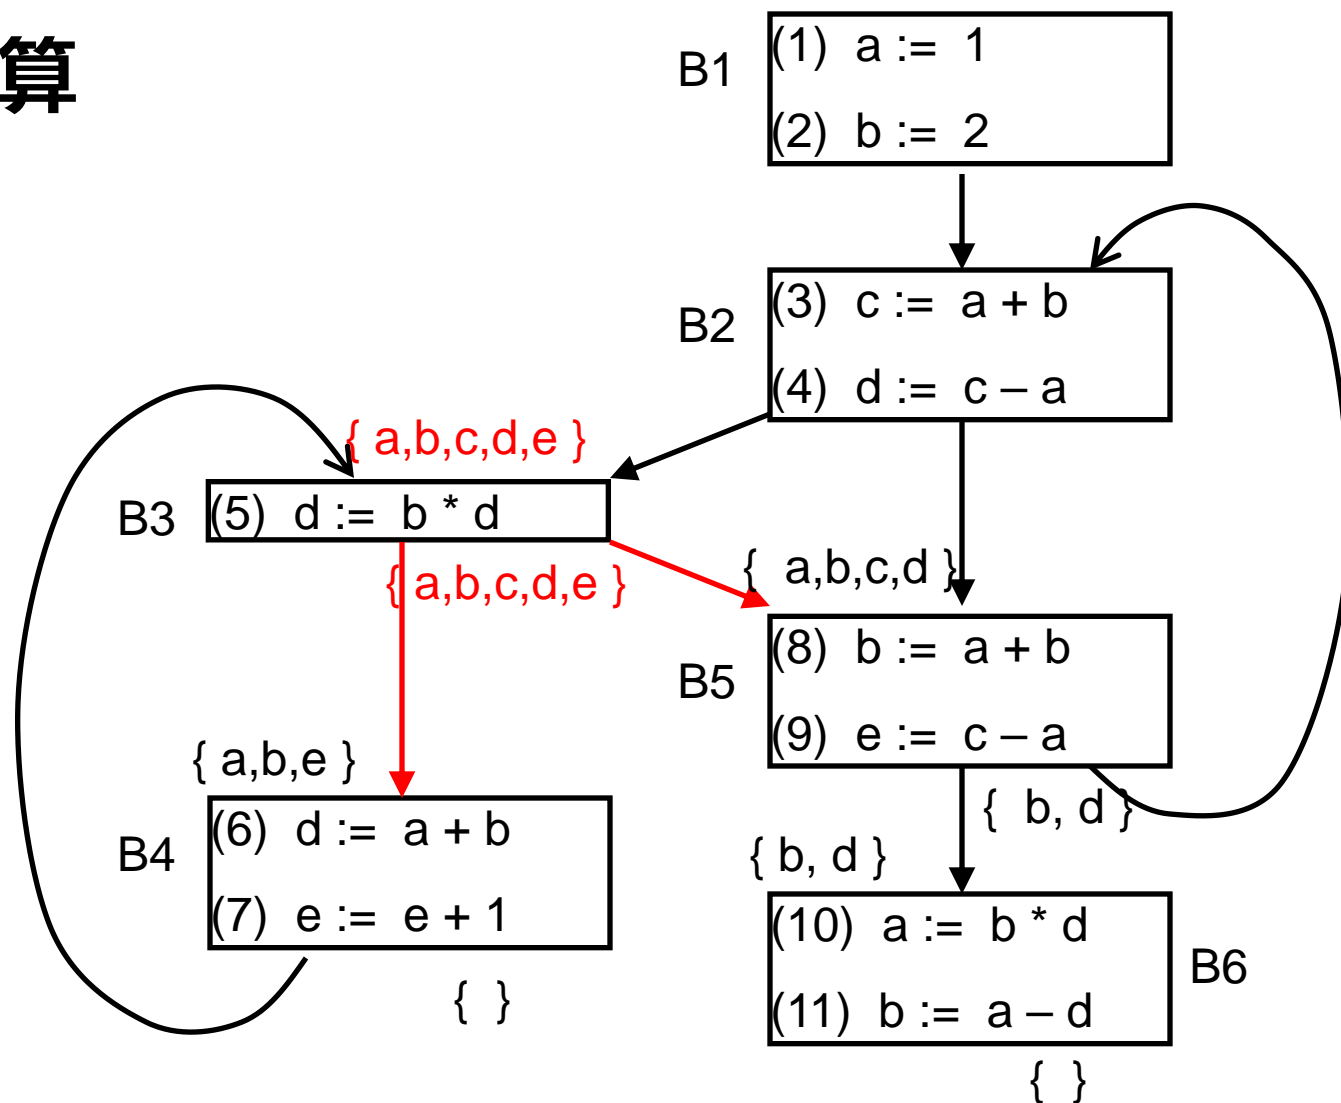 算
B1
(1) a := 1
(2) b := 2
B2
(3) c := a + b
(4) d := c – a
{ a,b,c,d,e }
B3
(5) d := b * d
{ a,b,c,d,e }
{ a,b,c,d }
B5
(8) b := a + b
(9) e := c – a
{ a,b,e }
B4
(6) d := a + b
(7) e := e + 1
{ }
{ b, d }
{ b, d }
(10) a := b * d
(11) b := a – d
B6
{ }